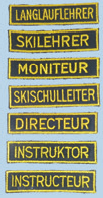 LANGLAUFLEHRER
SKILEHRER
MONITEUR
SKISCHULLEITER
DIRECTEUR
INSTRUKTOR
INSTRUCTEUR